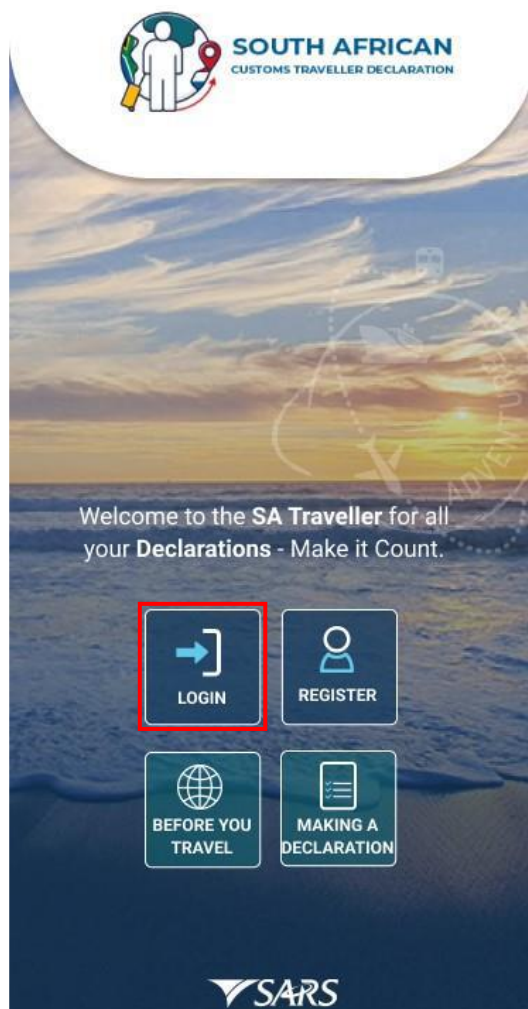 SOUTH AFRICAN
CUSTOMS TRAVELLER DECLARATION
ADVENTURE
Welcome to the SA Traveller for all
your Declarations - Make it Count.
LOGIN
REGISTER
BEFORE YOU
TRAVEL
MAKING A
DECLARATION
SARS